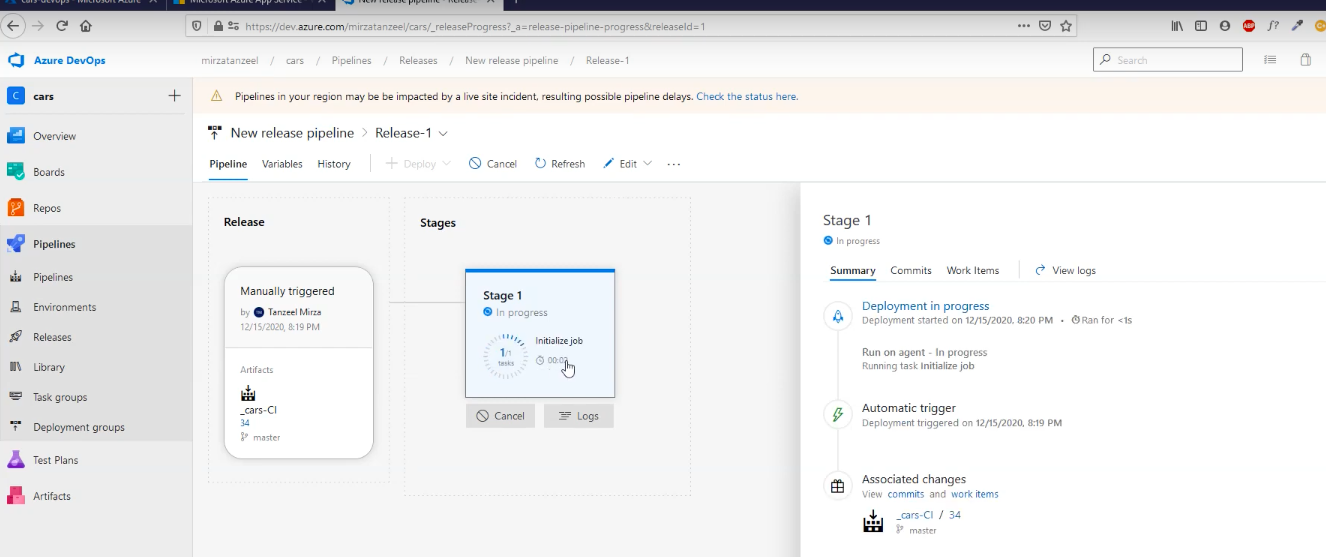 cars-devops - Microsoft Azure
Microsoft Azure App Service
New release pipeline - Release-1
https://dev.azure.com/mirzatanzeel/cars/_releaseProgress?_a=release-pipeline-progress&releaseId=1
ABP
f?
Azure DevOps
mirzatanzeel / cars / Pipelines / Releases / New release pipeline / Release-1
Search
C cars
Pipelines in your region may be be impacted by a live site incident, resulting possible pipeline delays. Check the status here.
Overview
Boards
Repos
Pipelines
Pipelines
Environments
Releases
Library
Task groups
Deployment groups
Test Plans
Artifacts
New release pipeline > Release-1
Pipeline Variables History Deploy Cancel Refresh Edit ...
Release
Manually triggered
by TM Tanzeel Mirza
12/15/2020, 8:19 PM
Artifacts
_cars-CI
34
master
Stages
Stage 1
In progress
1/1
tasks
Initialize job
Cancel
Logs
Stage 1
In progress
Summary Commits Work Items View logs
Deployment in progress
Deployment started on 12/15/2020, 8:20 PM • Ran for <1s
Run on agent - In progress
Running task Initialize job
Automatic trigger
Deployment triggered on 12/15/2020, 8:19 PM
Associated changes
View commits and work items
_cars-CI / 34
master